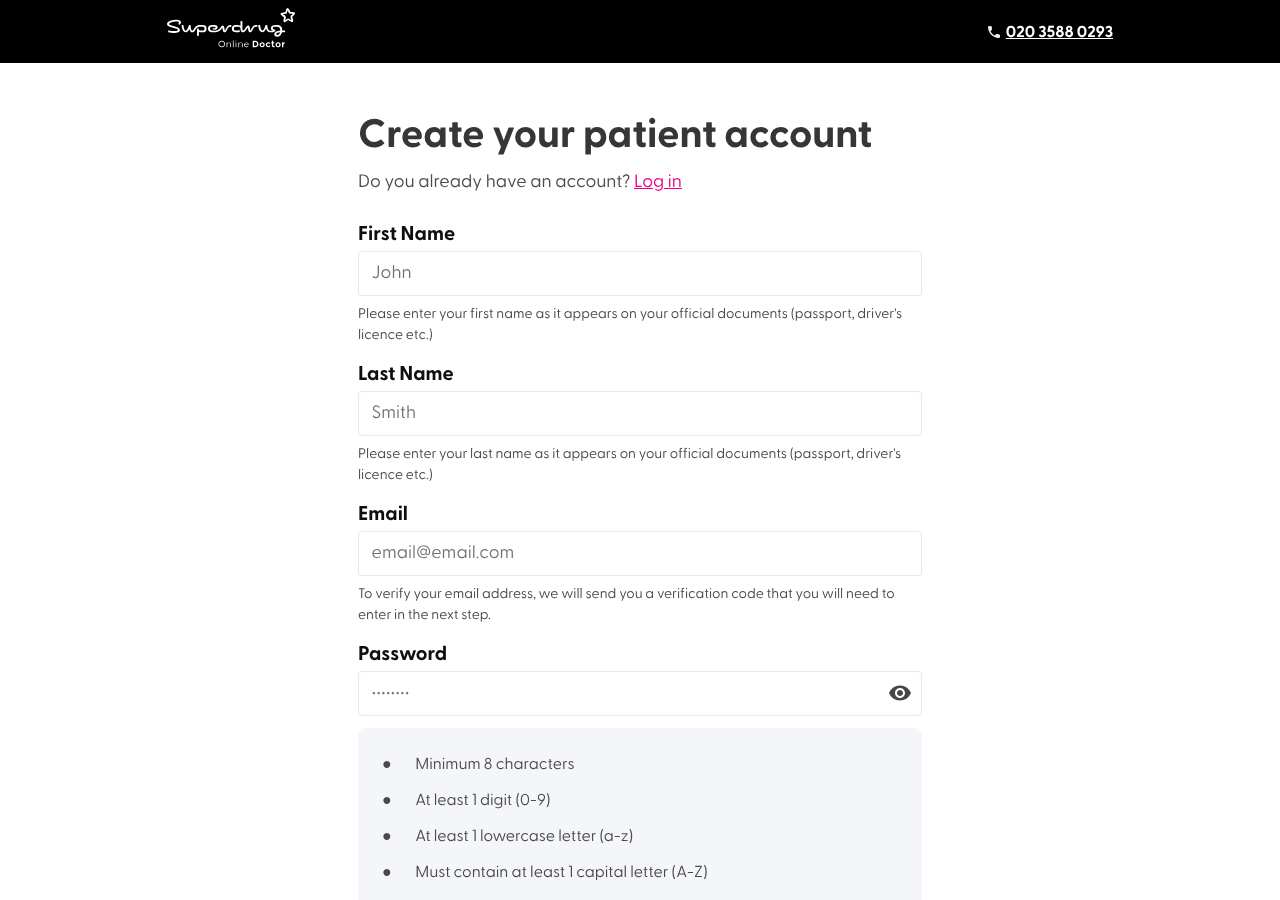 Superdrug
Online Doctor
020 3588 0293
Create your patient account
Do you already have an account? Log in
First Name
John
Please enter your first name as it appears on your official documents (passport, driver's
licence etc.)
Last Name
Smith
Please enter your last name as it appears on your official documents (passport, driver's
licence etc.)
Email
email@email.com
To verify your email address, we will send you a verification code that you will need to
enter in the next step.
Password
••••••••
● Minimum 8 characters
● At least 1 digit (0-9)
● At least 1 lowercase letter (a-z)
● Must contain at least 1 capital letter (A-Z)